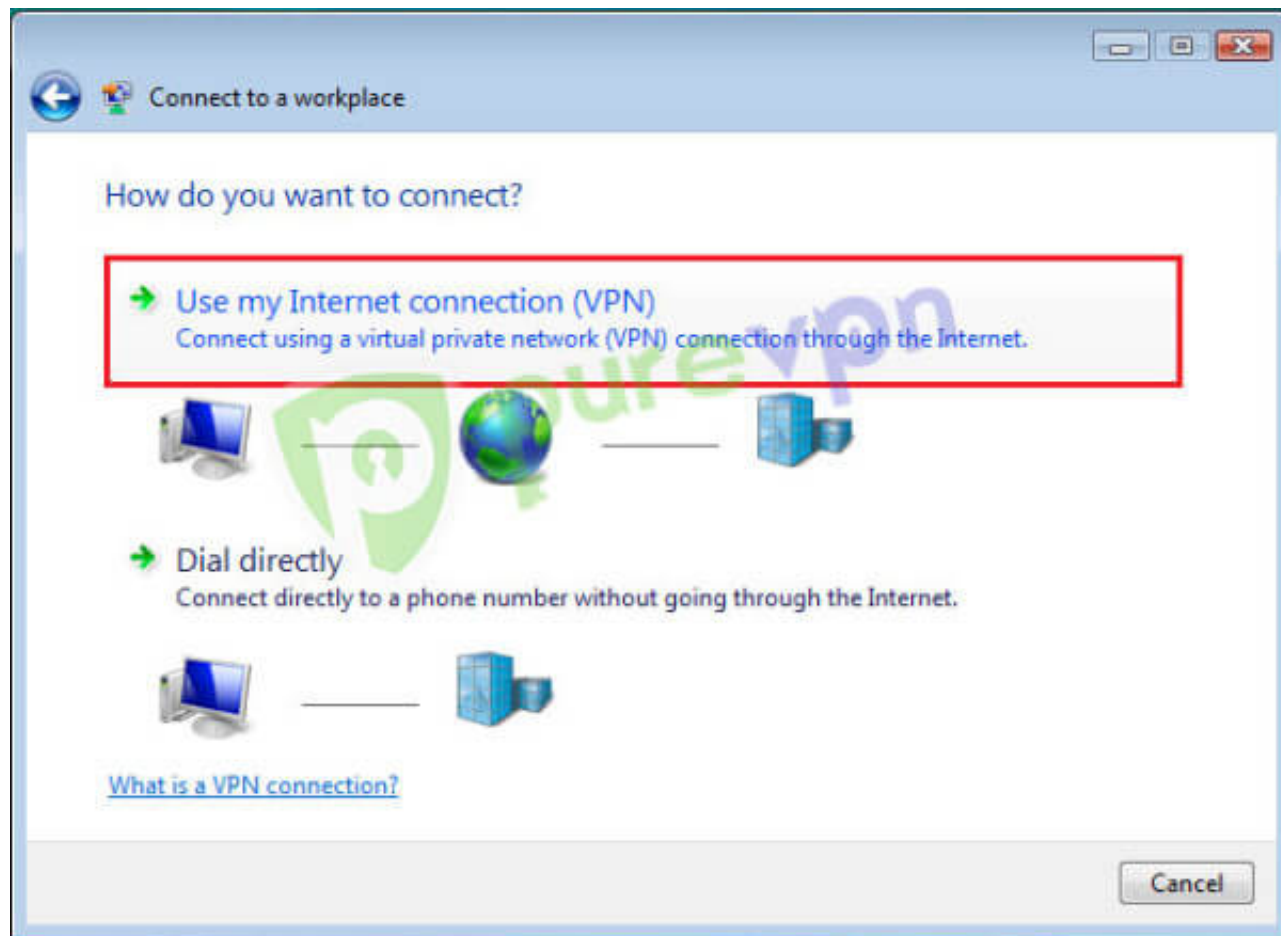 Connect to a workplace
How do you want to connect?
Use my Internet connection (VPN)
Connect using a virtual private network (VPN) connection through the Internet.
purevpn
Dial directly
Connect directly to a phone number without going through the Internet.
What is a VPN connection?
Cancel